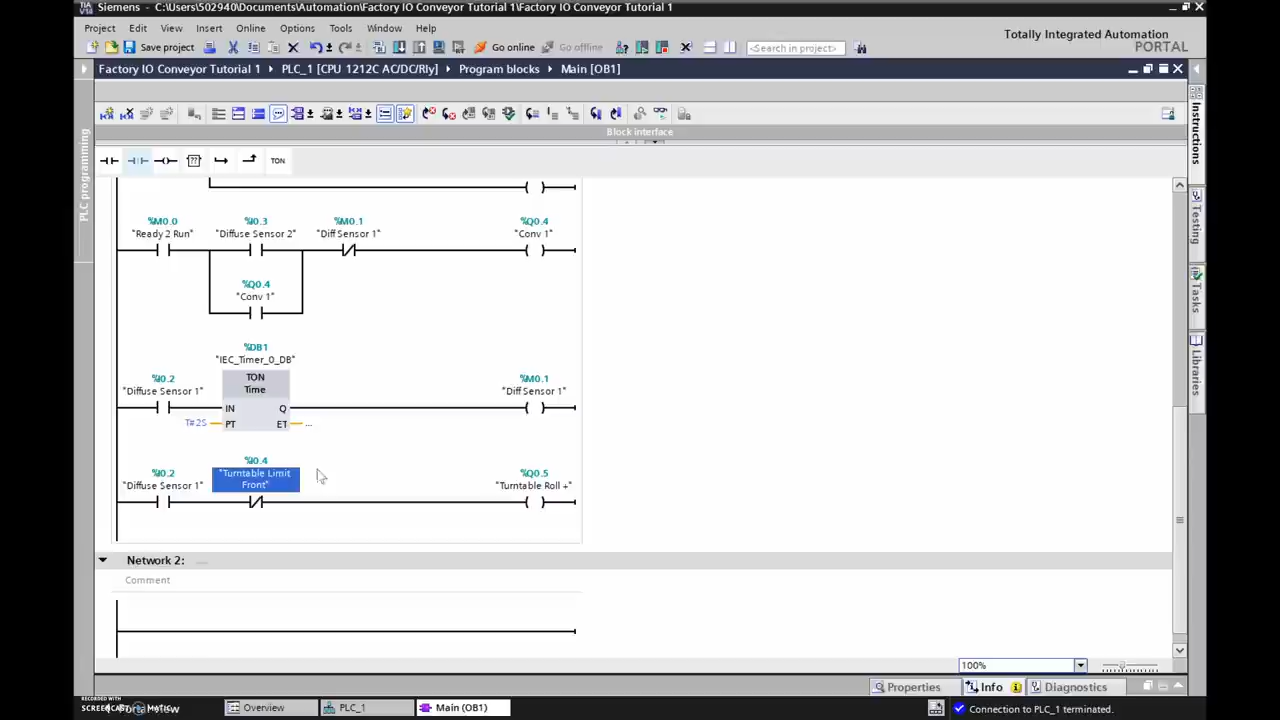 TIA
V14
Siemens - C:\Users\502940\Documents\Automation\Factory IO Conveyor Tutorial 1\Factory IO Conveyor Tutorial 1
Project Edit View Insert Online Options Tools Window Help
Totally Integrated Automation
PORTAL
Save project
Go online
Go offline
<Search in project>
Factory IO Conveyor Tutorial 1 PLC_1 [CPU 1212C AC/DC/Rly] Program blocks Main [OB1]
Block interface
PLC programming
Instructions
Testing
Tasks
Libraries
??
TON
%M0.0 %I0.3 %M0.1 %Q0.4
"Ready 2 Run" "Diffuse Sensor 2" "Diff Sensor 1" "Conv 1"
%Q0.4
"Conv 1"
%DB1
"IEC_Timer_0_DB"
TON
Time
%I0.2 %M0.1
"Diffuse Sensor 1" "Diff Sensor 1"
IN Q
T#2S PT ET ...
%I0.4
%I0.2 "Turntable Limit %Q0.5
"Diffuse Sensor 1" Front" "Turntable Roll +"
Network 2: .....
Comment
100%
Properties Info Diagnostics
RECORDED WITH
SCREENCAST MATIC
Overview PLC_1 Main (OB1)
Connection to PLC_1 terminated.